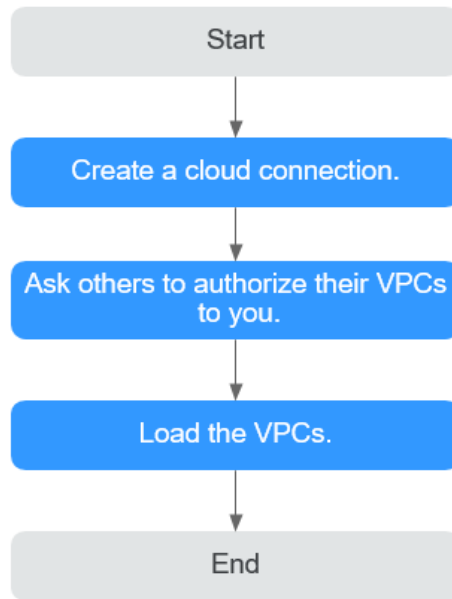 Start
Create a cloud connection.
Ask others to authorize their VPCs
to you.
Load the VPCs.
End